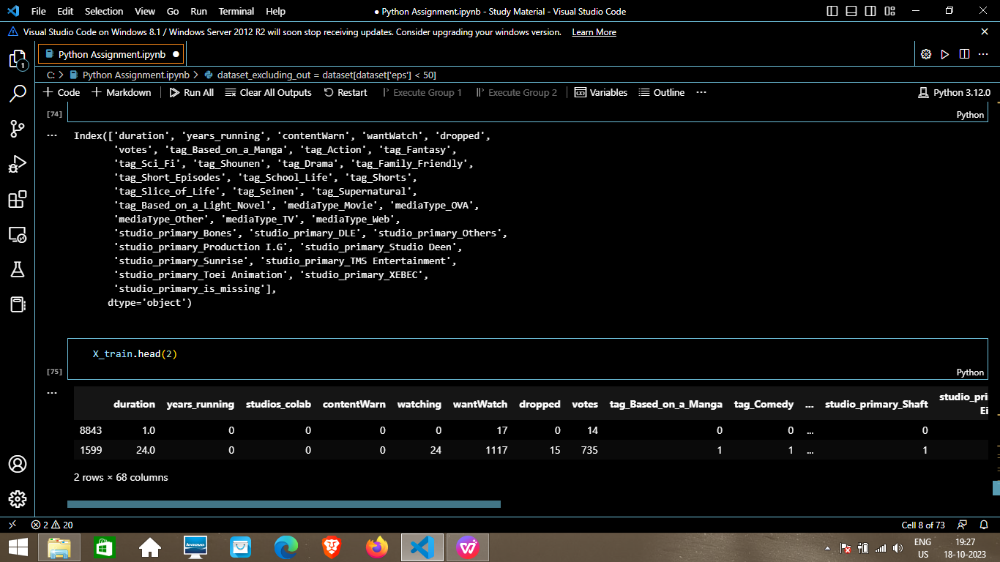 File Edit Selection View Go Run Terminal Help ● Python Assignment.ipynb - Study Material - Visual Studio Code
Visual Studio Code on Windows 8.1 / Windows Server 2012 R2 will soon stop receiving updates. Consider upgrading your windows version. Learn More
1
Python Assignment.ipynb ●
C: > Python Assignment.ipynb > dataset_excluding_out = dataset[dataset['eps'] < 50]
+ Code + Markdown Run All Clear All Outputs Restart Execute Group 1 Execute Group 2 Variables Outline ... Python 3.12.0
[74]
Python
... Index(['duration', 'years_running', 'contentWarn', 'wantWatch', 'dropped',
'votes', 'tag_Based_on_a_Manga', 'tag_Action', 'tag_Fantasy',
'tag_Sci_Fi', 'tag_Shounen', 'tag_Drama', 'tag_Family_Friendly',
'tag_Short_Episodes', 'tag_School_Life', 'tag_Shorts',
'tag_Slice_of_Life', 'tag_Seinen', 'tag_Supernatural',
'tag_Based_on_a_Light_Novel', 'mediaType_Movie', 'mediaType_OVA',
'mediaType_Other', 'mediaType_TV', 'mediaType_Web',
'studio_primary_Bones', 'studio_primary_DLE', 'studio_primary_Others',
'studio_primary_Production I.G', 'studio_primary_Studio Deen',
'studio_primary_Sunrise', 'studio_primary_TMS Entertainment',
'studio_primary_Toei Animation', 'studio_primary_XEBEC',
'studio_primary_is_missing'],
dtype='object')
X_train.head(2)
[75]
Python
...
duration years_running studios_colab contentWarn watching wantWatch dropped votes tag_Based_on_a_Manga tag_Comedy ... studio_primary_Shaft studio_pri
Ei
8843 1.0 0 0 0 0 17 0 14 0 0 ... 0
1599 24.0 0 0 0 24 1117 15 735 1 1 ... 1
2 rows × 68 columns
2 20 Cell 8 of 73
lenovo
ENG 19:27
US 18-10-2023